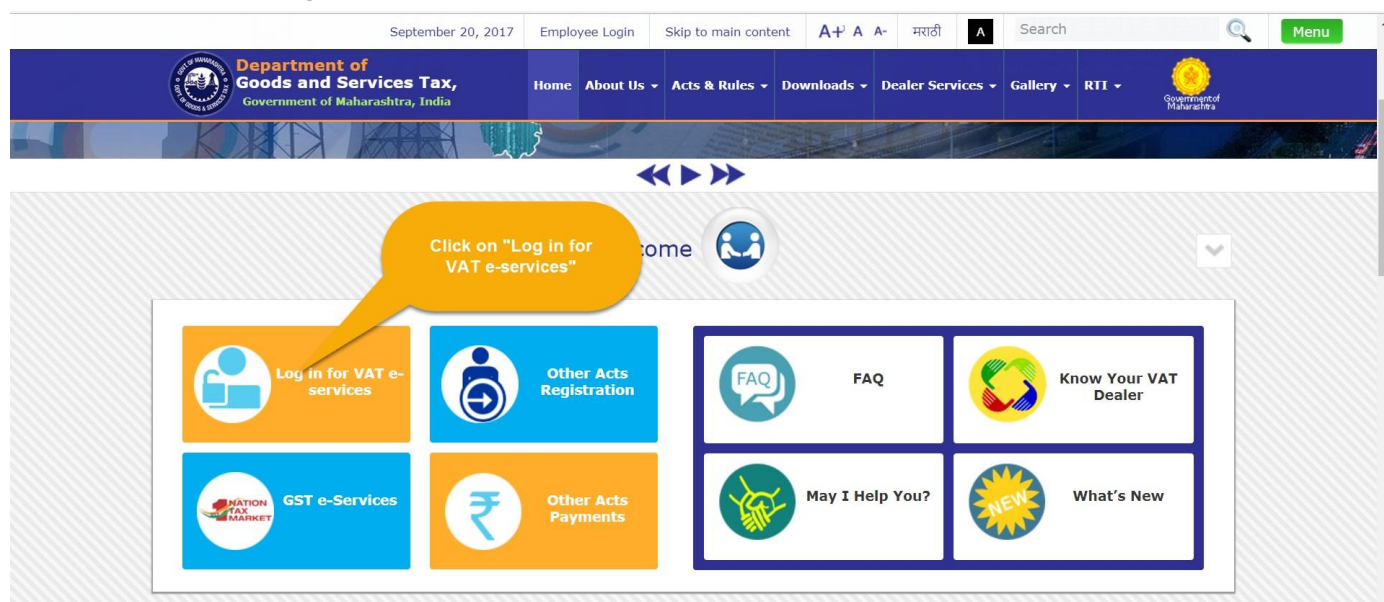 September 20, 2017 Employee Login Skip to main content A+ A A- मराठी A Search Menu
Department of
Goods and Services Tax,
Government of Maharashtra, India
Home About Us Acts & Rules Downloads Dealer Services Gallery RTI
Government of
Maharashtra
Click on "Log in for
VAT e-services"
come
Log in for VAT e-
services
Other Acts
Registration
FAQ
FAQ
Know Your VAT
Dealer
NATION
TAX
MARKET
GST e-Services
Other Acts
Payments
May I Help You?
NEW
What's New